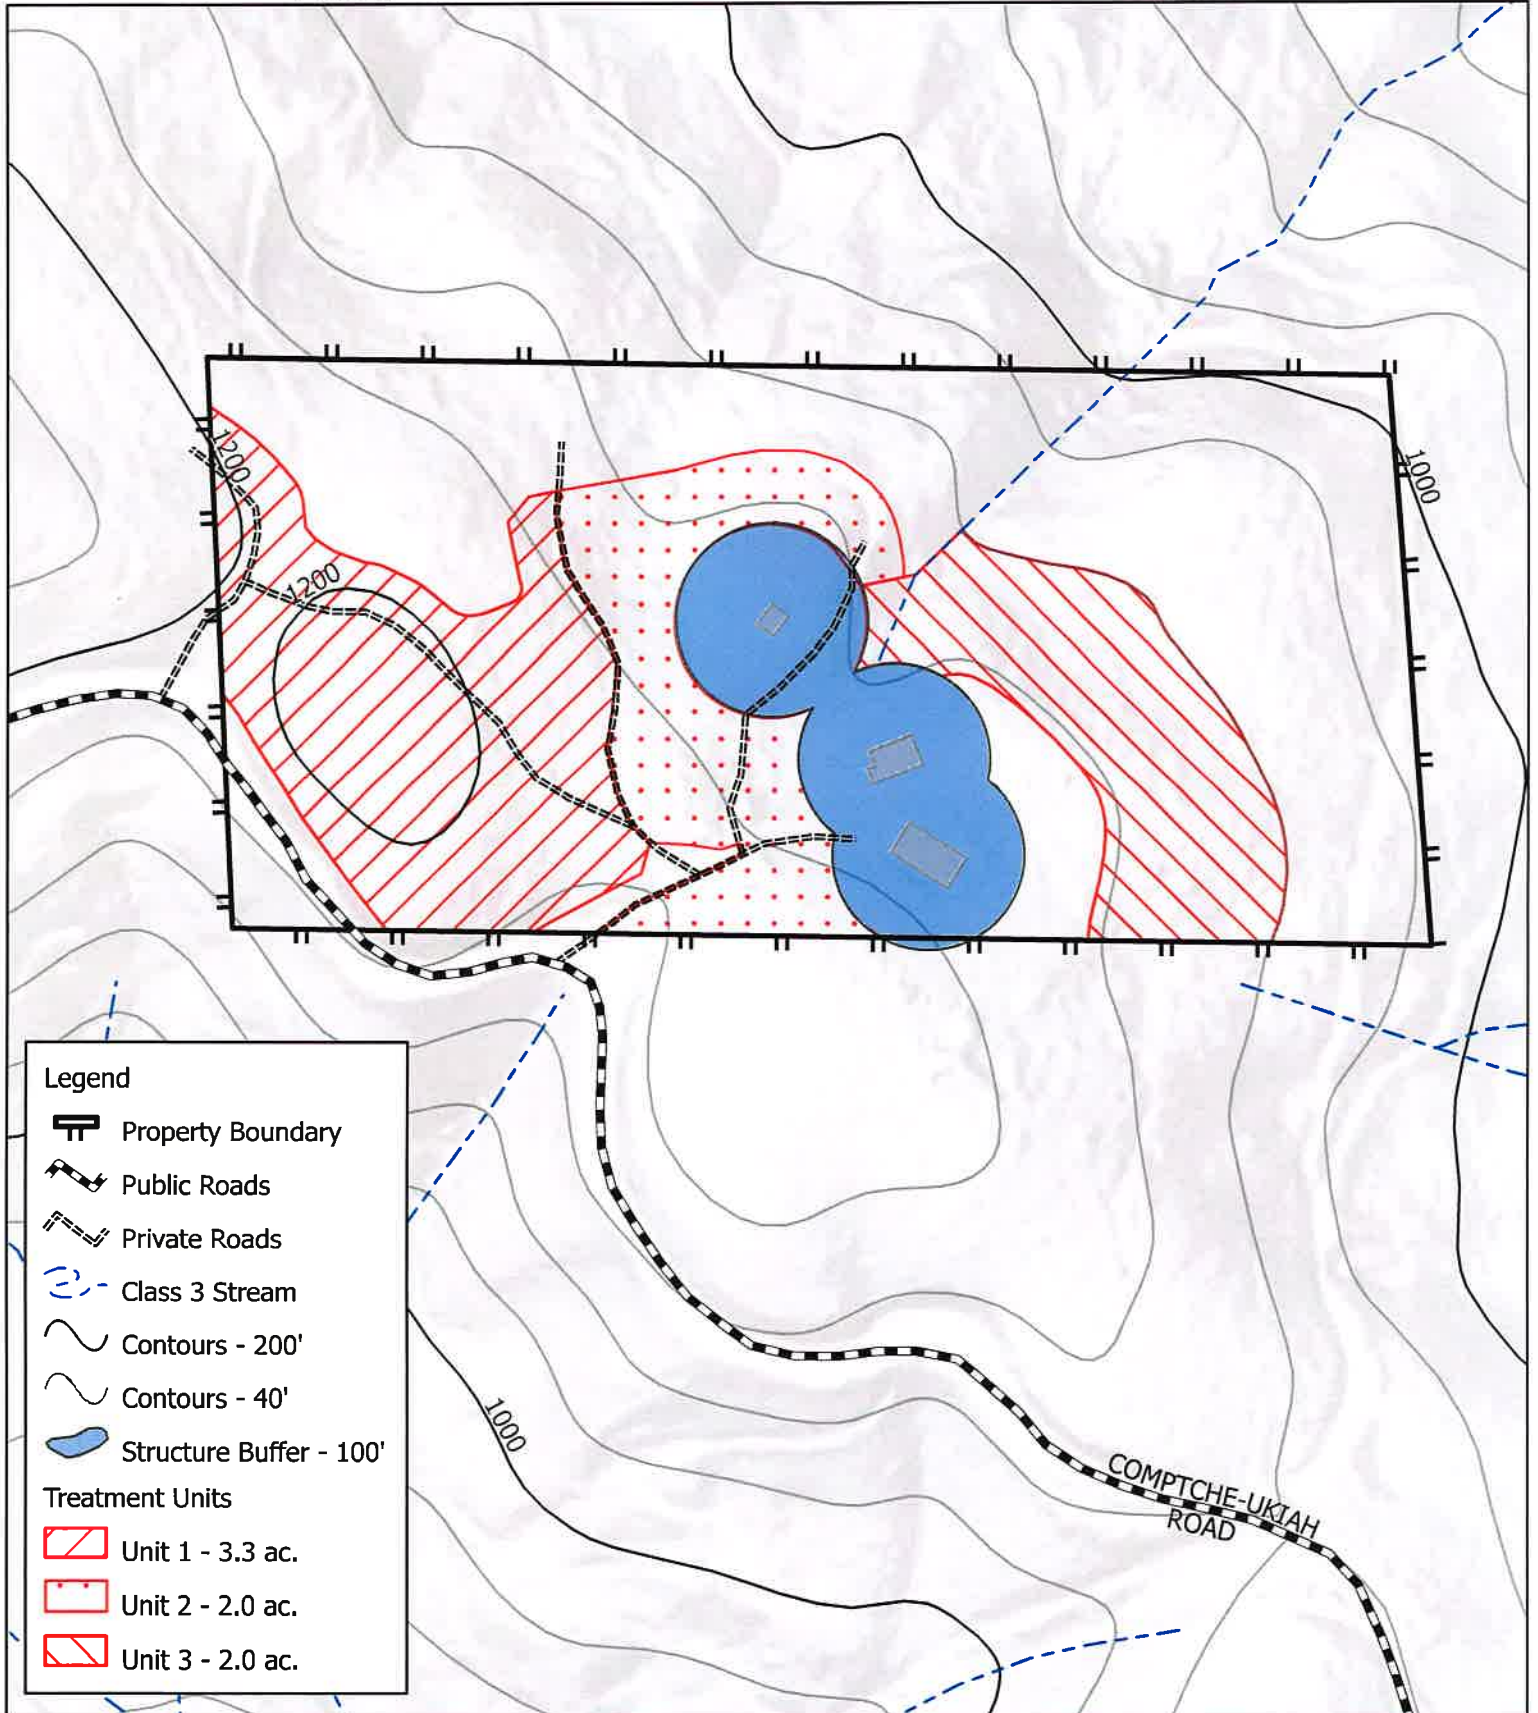 1200
1200
1000
Legend
Property Boundary
Public Roads
Private Roads
Class 3 Stream
Contours - 200'
Contours - 40'
Structure Buffer - 100'
Treatment Units
Unit 1 - 3.3 ac.
Unit 2 - 2.0 ac.
Unit 3 - 2.0 ac.
1000
COMPTCHE-UKIAH
ROAD